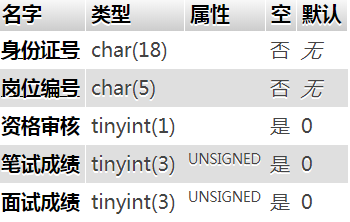 名字 类型 属性 空 默认
身份证号 char(18) 否 无
岗位编号 char(5) 否 无
资格审核 tinyint(1) 是 0
笔试成绩 tinyint(3) UNSIGNED 是 0
面试成绩 tinyint(3) UNSIGNED 是 0